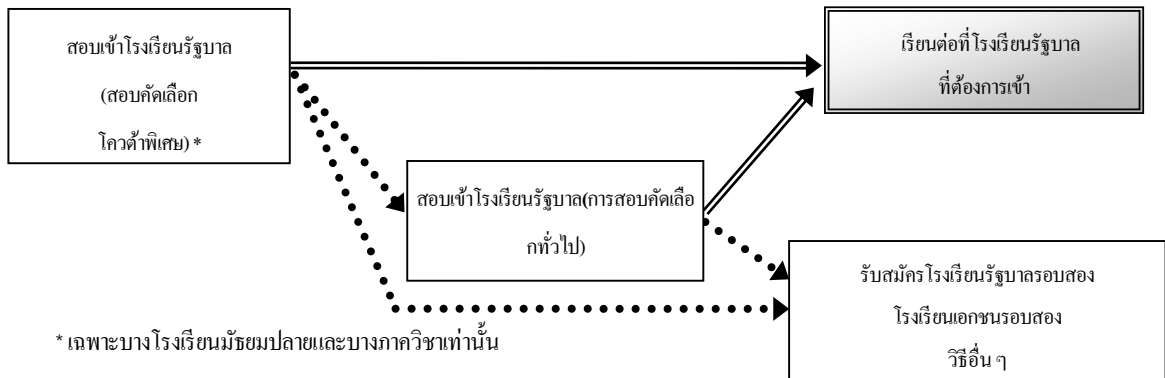 สอบเข้าโรงเรียนรัฐบาล
(สอบคัดเลือก
โควต้าพิเศษ) *
เรียนต่อที่โรงเรียนรัฐบาล
ที่ต้องการเข้า
สอบเข้าโรงเรียนรัฐบาล(การสอบคัดเลือ
กทั่วไป)
รับสมัครโรงเรียนรัฐบาลรอบสอง
โรงเรียนเอกชนรอบสอง
วิธีอื่น ๆ
* เฉพาะบางโรงเรียนมัธยมปลายและบางภาควิชาเท่านั้น